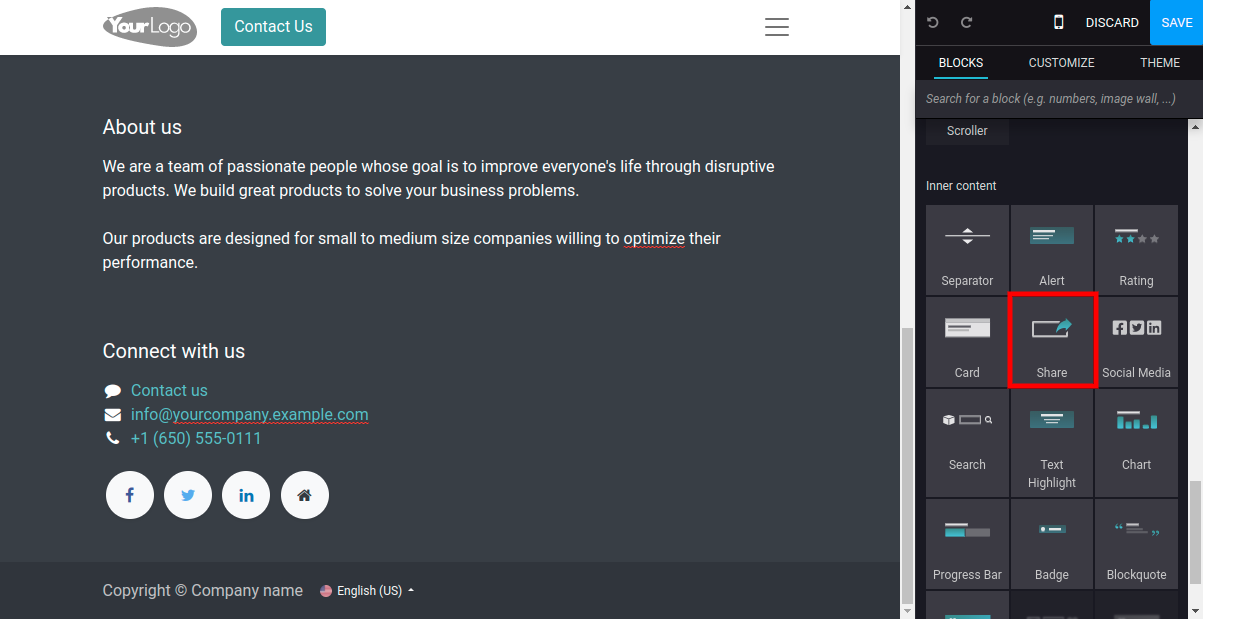 YourLogo
Contact Us
DISCARD
SAVE
BLOCKS
CUSTOMIZE
THEME
Search for a block (e.g. numbers, image wall, ...)
Scroller
Inner content
Separator
Alert
Rating
Card
Share
Social Media
Search
Text
Highlight
Chart
Progress Bar
Badge
Blockquote
About us
We are a team of passionate people whose goal is to improve everyone's life through disruptive
products. We build great products to solve your business problems.
Our products are designed for small to medium size companies willing to optimize their
performance.
Connect with us
Contact us
info@yourcompany.example.com
+1 (650) 555-0111
Copyright © Company name
English (US)